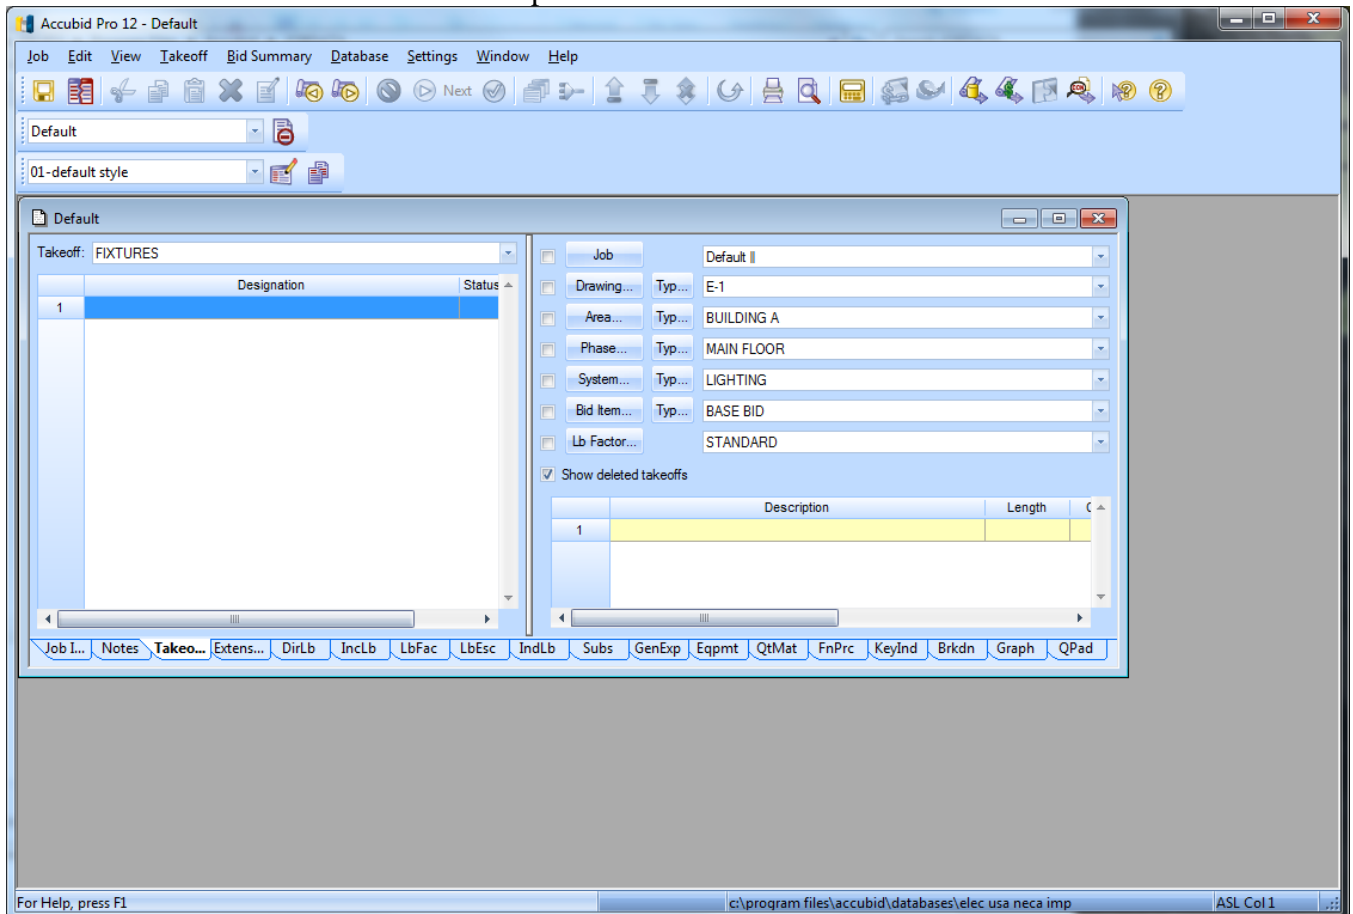 Accubid Pro 12 - Default
Job Edit View Takeoff Bid Summary Database Settings Window Help
Next
Default
01-default style
Default
Takeoff: FIXTURES
Designation Status
1
Job Default
Drawing... Typ... E-1
Area... Typ... BUILDING A
Phase... Typ... MAIN FLOOR
System... Typ... LIGHTING
Bid Item... Typ... BASE BID
Lb Factor... STANDARD
Show deleted takeoffs
Description Length
1
Job I... Notes Takeo... Extens... DirLb IncLb LbFac LbEsc IndLb Subs GenExp Eqpmt QtMat FnPrc KeyInd Brkdn Graph QPad
For Help, press F1 c:\program files\accubid\databases\elec usa neca imp ASL Col 1